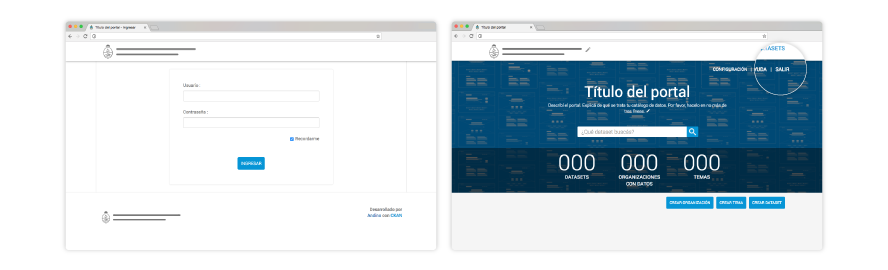 Título del portal - Ingresar
Usuario:
Contraseña:
Recordarme
INGRESAR
Desarrollado por
Andino con CKAN
Título del portal
DATASETS
CONFIGURACIÓN | AYUDA | SALIR
Título del portal
Describí el portal. Explicá de qué se trata tu catálogo de datos. Por favor, hacelo en no más de
tres líneas.
¿Qué dataset buscás?
000 000 000
DATASETS ORGANIZACIONES TEMAS
CON DATOS
CREAR ORGANIZACIÓN CREAR TEMA CREAR DATASET